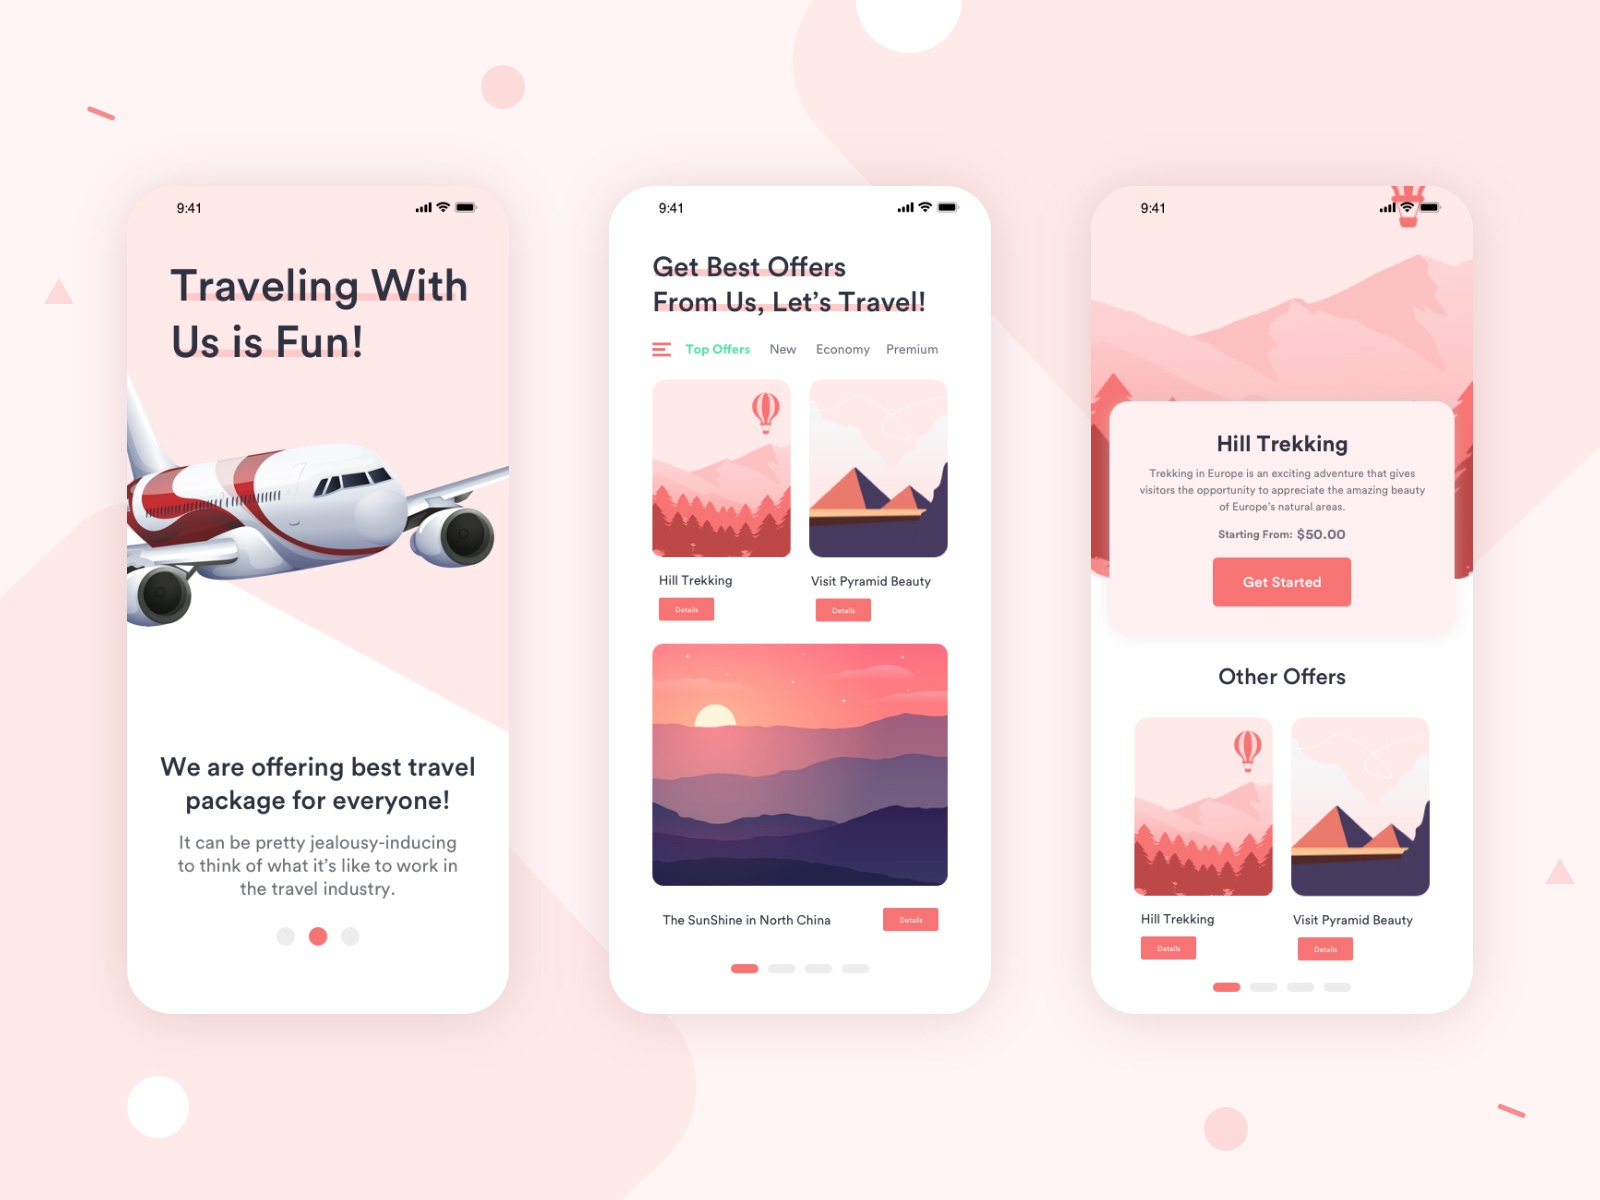 9:41
Traveling With
Us is Fun!
We are offering best travel
package for everyone!
It can be pretty jealousy-inducing
to think of what it's like to work in
the travel industry.
9:41
Get Best Offers
From Us, Let's Travel!
Top Offers New Economy Premium
Hill Trekking Visit Pyramid Beauty
Details Details
The SunShine in North China Details
9:41
Hill Trekking
Trekking in Europe is an exciting adventure that gives
visitors the opportunity to appreciate the amazing beauty
of Europe's natural areas.
Starting From: $50.00
Get Started
Other Offers
Hill Trekking Visit Pyramid Beauty
Details Details